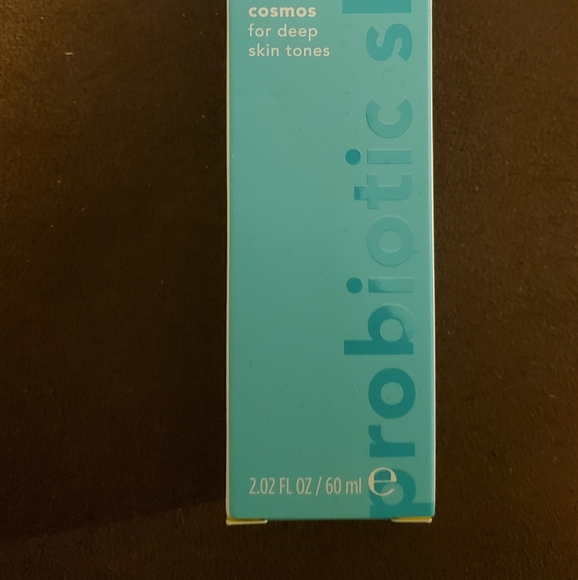 cosmos
for deep
skin tones
probiotic s
2.02 FL OZ / 60 ml e